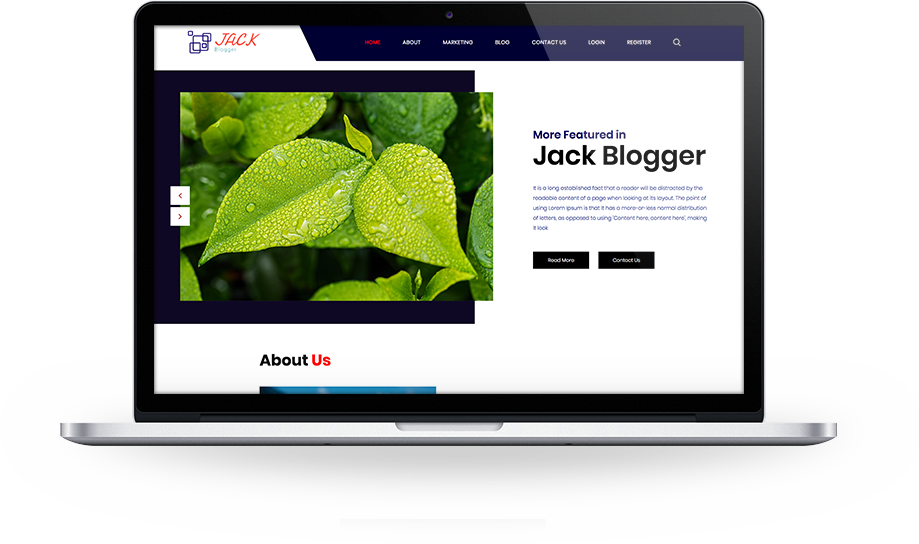 JACK
Blogger
HOME ABOUT MARKETING BLOG CONTACT US LOGIN REGISTER
More Featured in
Jack Blogger
It is a long established fact that a reader will be distracted by the
readable content of a page when looking at its layout. The point of
using Lorem Ipsum is that it has a more-or-less normal distribution
of letters, as opposed to using 'Content here, content here', making
it look
Read More Contact Us
About Us